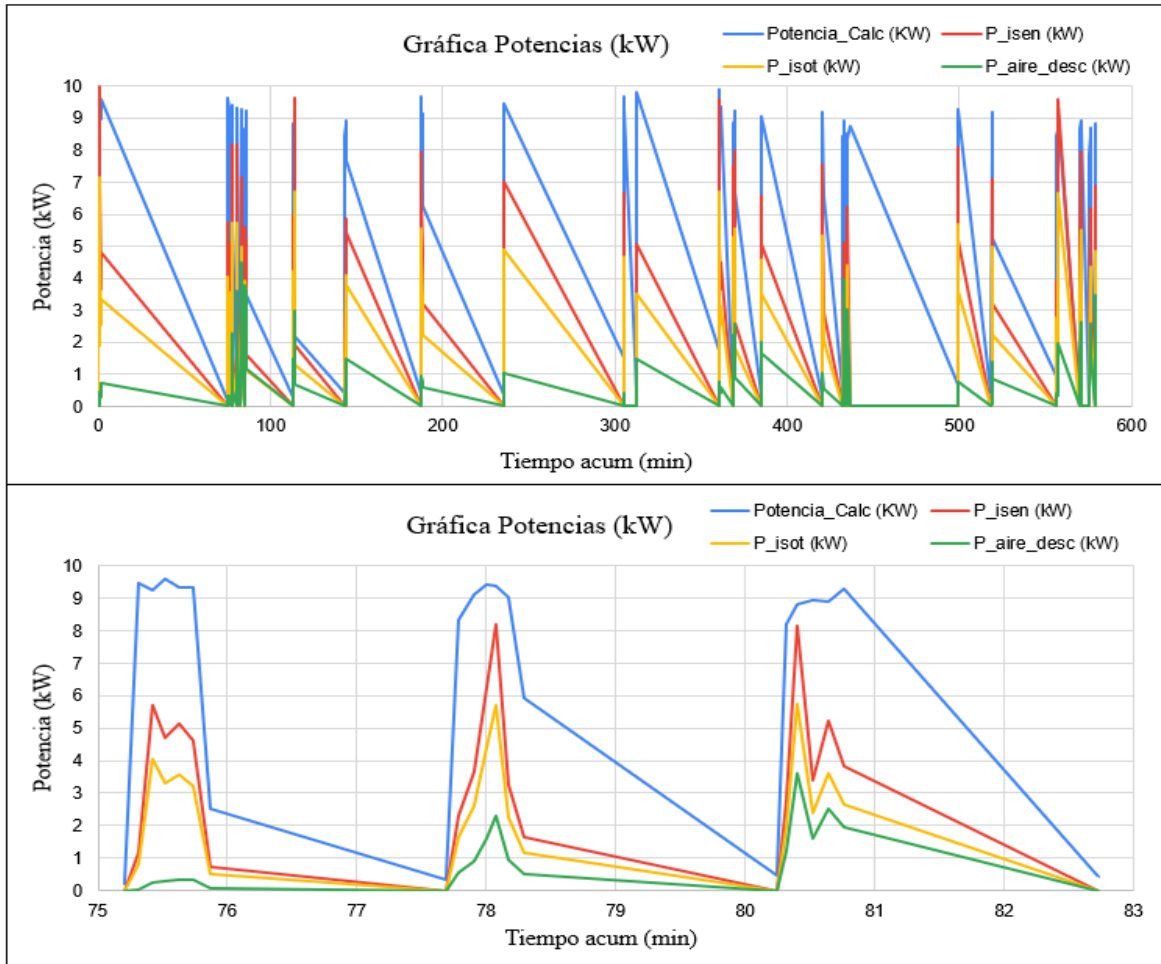 Gráfica Potencias (kW)
Potencia_Calc (KW) P_isen (kW)
P_isot (kW) P_aire_desc (kW)
Potencia (kW)
10
9
8
7
6
5
4
3
2
1
0
0 100 200 300 400 500 600
Tiempo acum (min)
Gráfica Potencias (kW)
Potencia_Calc (KW) P_isen (kW)
P_isot (kW) P_aire_desc (kW)
Potencia (kW)
10
9
8
7
6
5
4
3
2
1
0
75 76 77 78 79 80 81 82 83
Tiempo acum (min)